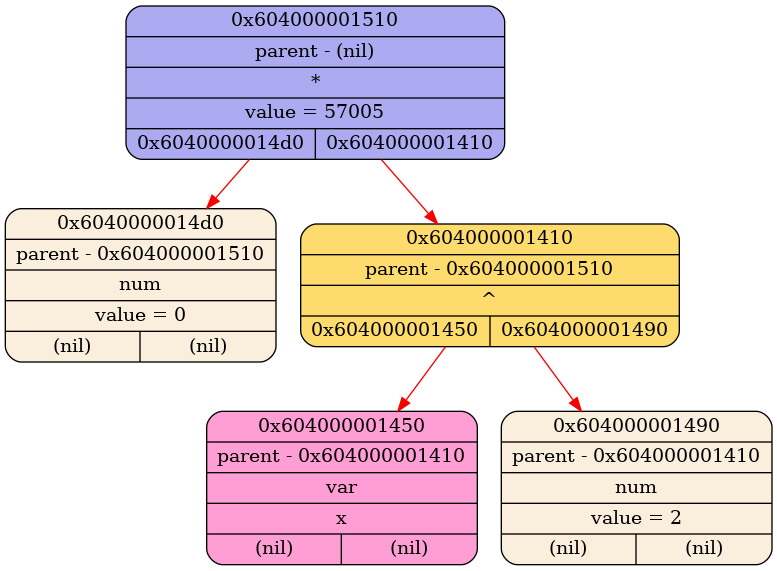 0x604000001510
parent - (nil)
*
value = 57005
0x6040000014d0 0x604000001410
0x6040000014d0
parent - 0x604000001510
num
value = 0
(nil) (nil)
0x604000001410
parent - 0x604000001510
^
0x604000001450 0x604000001490
0x604000001450
parent - 0x604000001410
var
x
(nil) (nil)
0x604000001490
parent - 0x604000001410
num
value = 2
(nil) (nil)